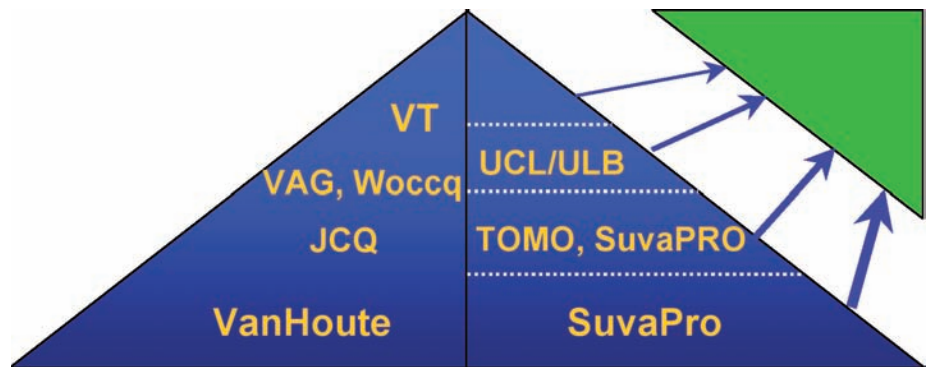 VT
VAG, Woccq
JCQ
VanHoute
UCL/ULB
TOMO, SuvaPRO
SuvaPro